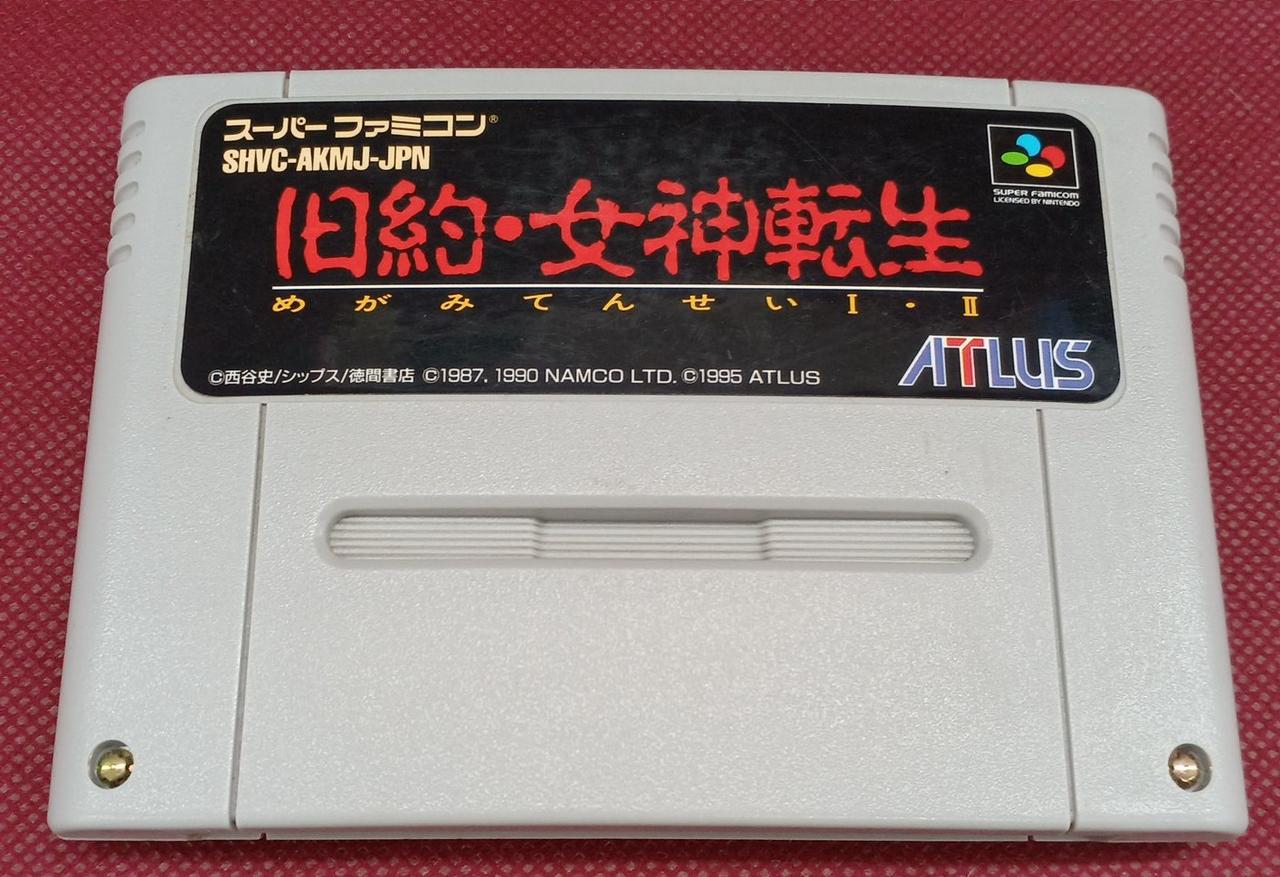 スーパーファミコン®
SHVC-AKMJ-JPN
SUPER FAMICOM
LICENSED BY NINTENDO
旧約・女神転生
めがみてんせいI・II
©西谷史/シップス/徳間書店 ©1987, 1990 NAMCO LTD. ©1995 ATLUS
ATLUS